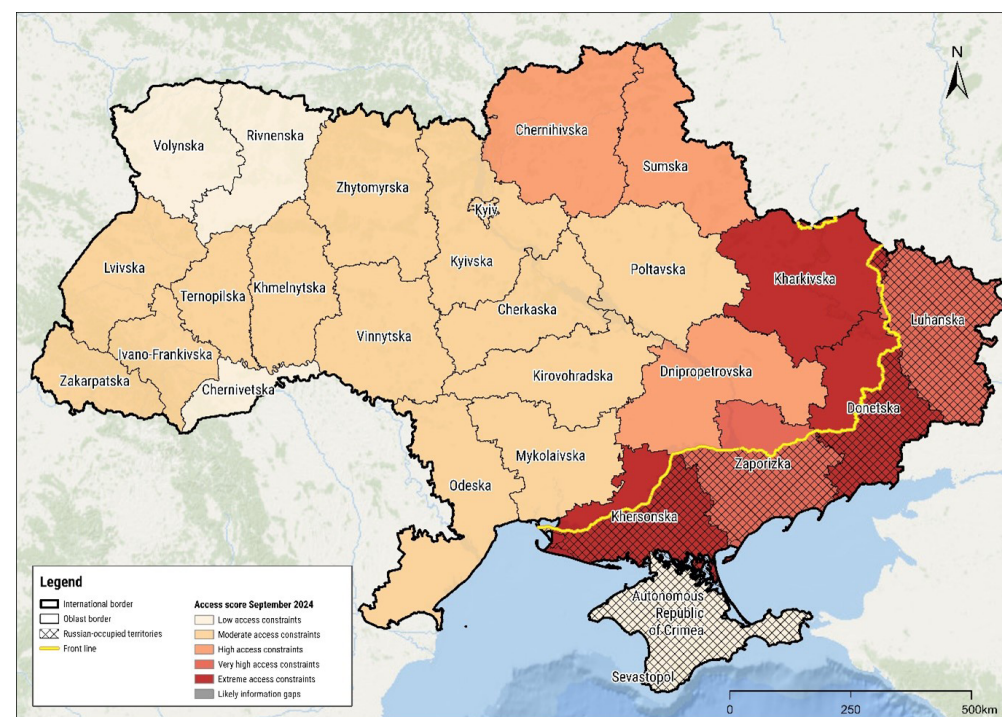 N
Volynska
Rivnenska
Chernihivska
Sumska
Zhytomyrska
Kyiv
Lvivska
Ternopilska
Khmelnytska
Kyivska
Poltavska
Kharkivska
Cherkaska
Luhanska
Vinnytska
Ivano-Frankivska
Zakarpatska
Chernivetska
Kirovohradska
Dnipropetrovska
Donetska
Mykolaivska
Zaporizka
Odeska
Khersonska
Autonomous
Republic
of Crimea
Sevastopol
Legend
International border
Oblast border
Russian-occupied territories
Front line
Access score September 2024
Low access constraints
Moderate access constraints
High access constraints
Very high access constraints
Extreme access constraints
Likely information gaps
0 250 500km